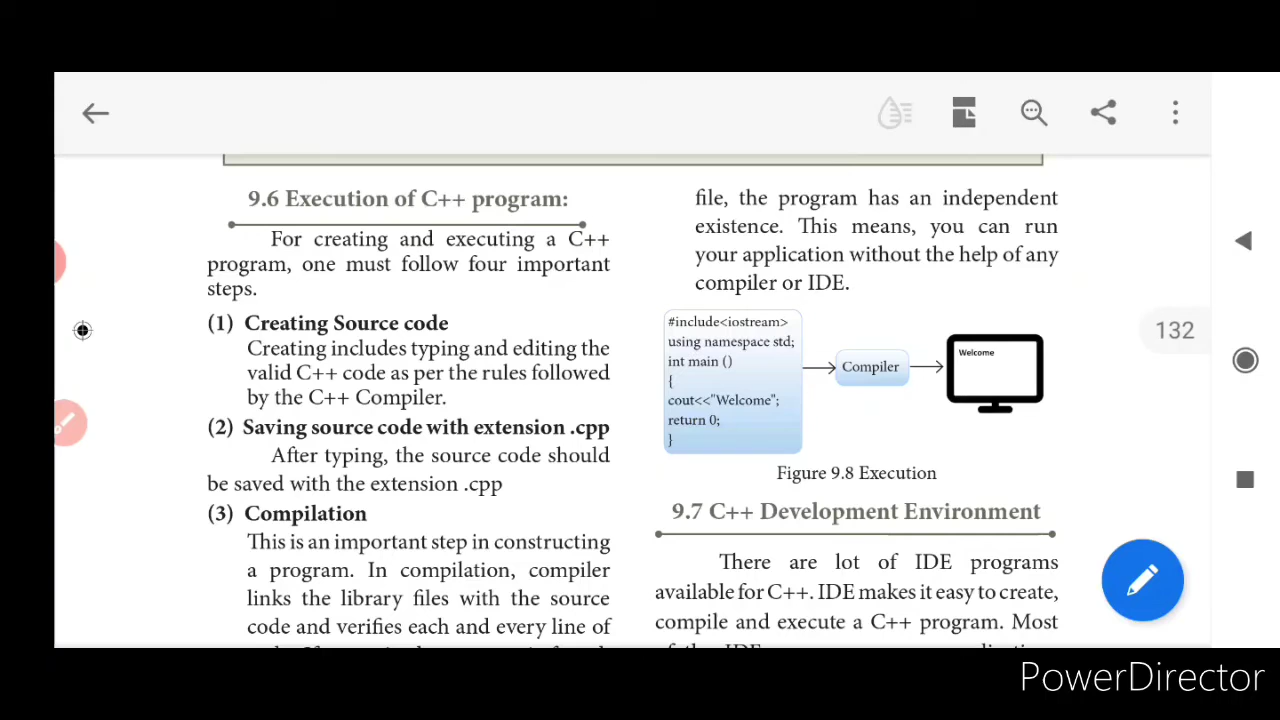 9.6 Execution of C++ program:
For creating and executing a C++
program, one must follow four important
steps.
(1) Creating Source code
Creating includes typing and editing the
valid C++ code as per the rules followed
by the C++ Compiler.
(2) Saving source code with extension .cpp
After typing, the source code should
be saved with the extension .cpp
(3) Compilation
This is an important step in constructing
a program. In compilation, compiler
links the library files with the source
code and verifies each and every line of
file, the program has an independent
existence. This means, you can run
your application without the help of any
compiler or IDE.
#include<iostream>
using namespace std;
int main ()
{
cout<<"Welcome";
return 0;
}
Compiler
Welcome
Figure 9.8 Execution
9.7 C++ Development Environment
There are lot of IDE programs
available for C++. IDE makes it easy to create,
compile and execute a C++ program. Most
132
PowerDirector